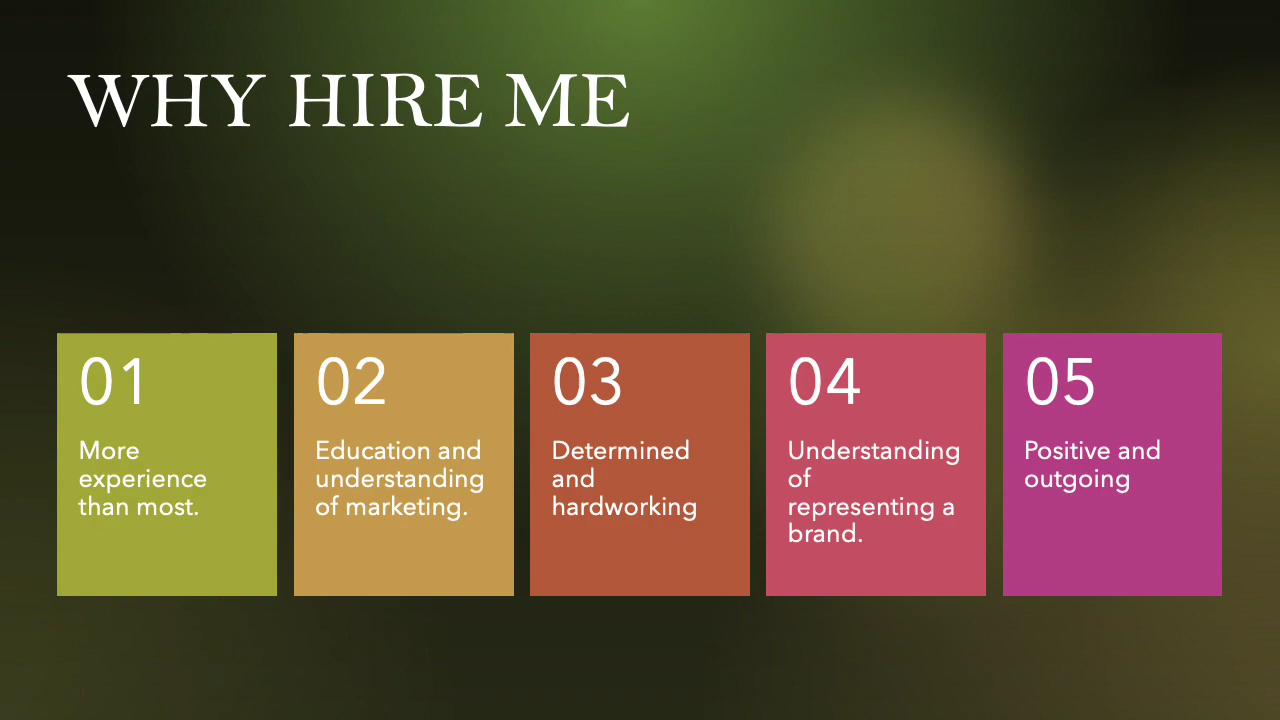 WHY HIRE ME
01
More
experience
than most.
02
Education and
understanding
of marketing.
03
Determined
and
hardworking
04
Understanding
of
representing a
brand.
05
Positive and
outgoing